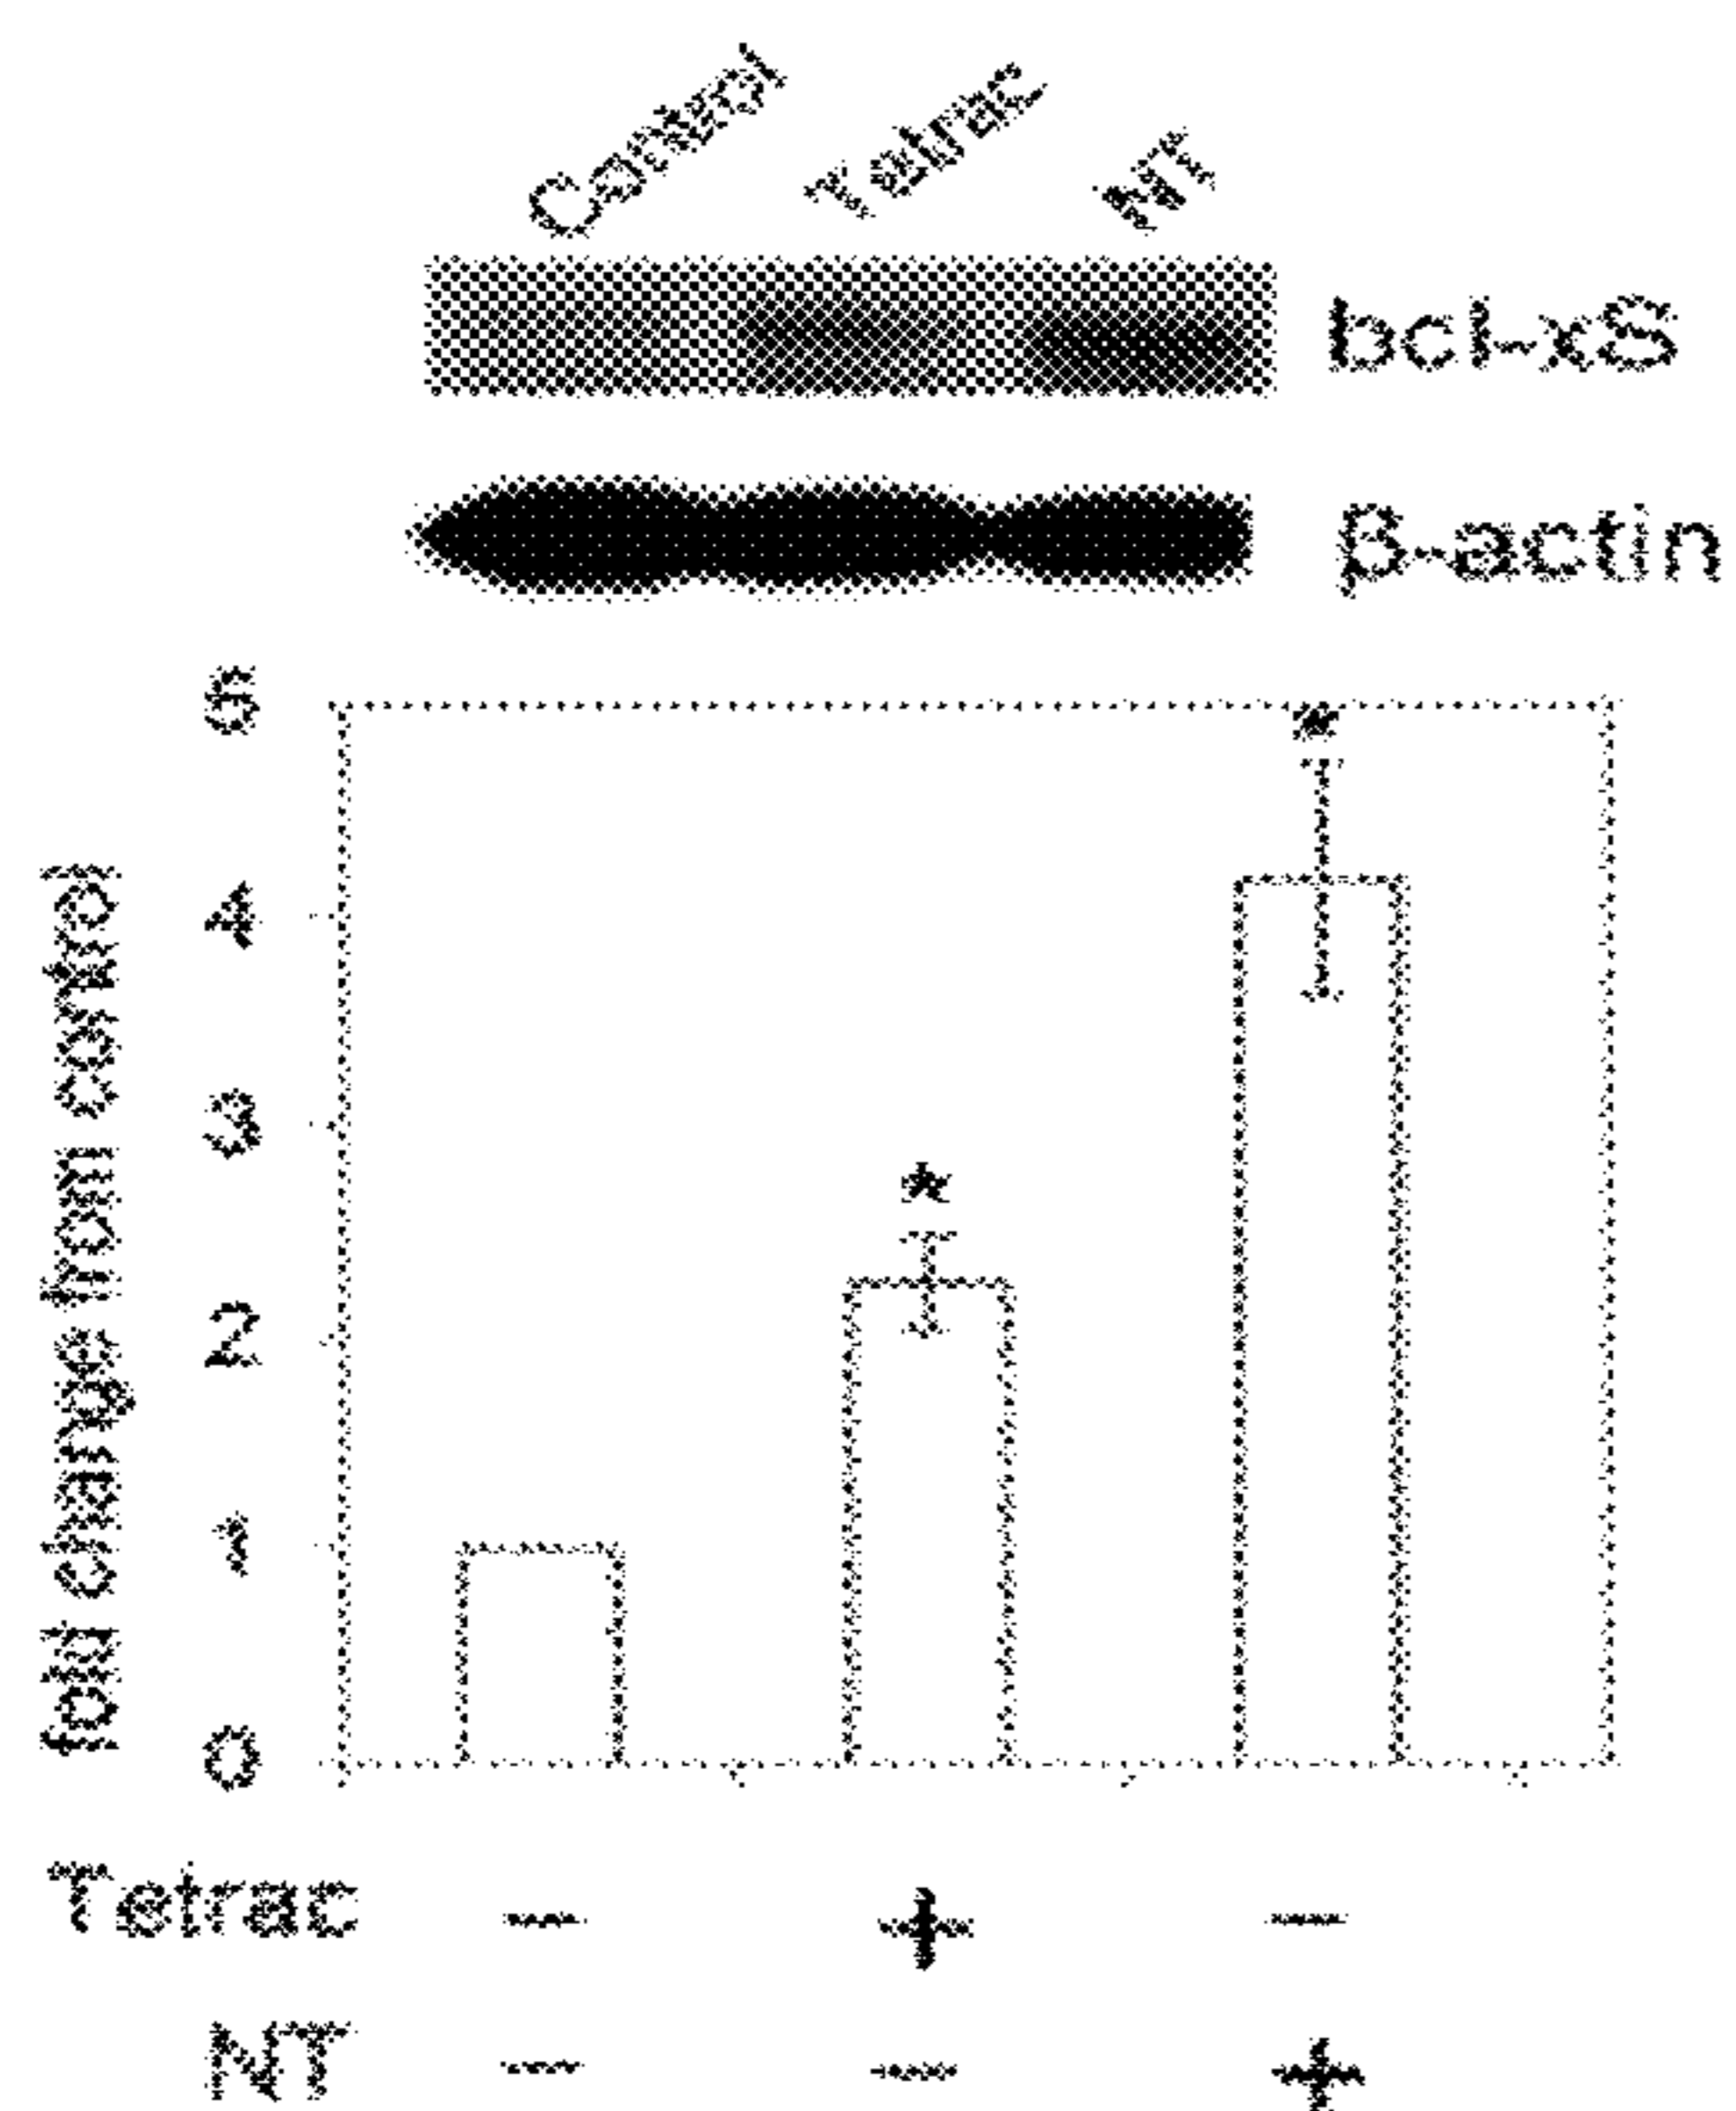 Control Tetrac NT
bcl-xS
β-actin
fold change from control)
5
4
3
2
1
0
*
*
Tetrac – + –
NT – – +